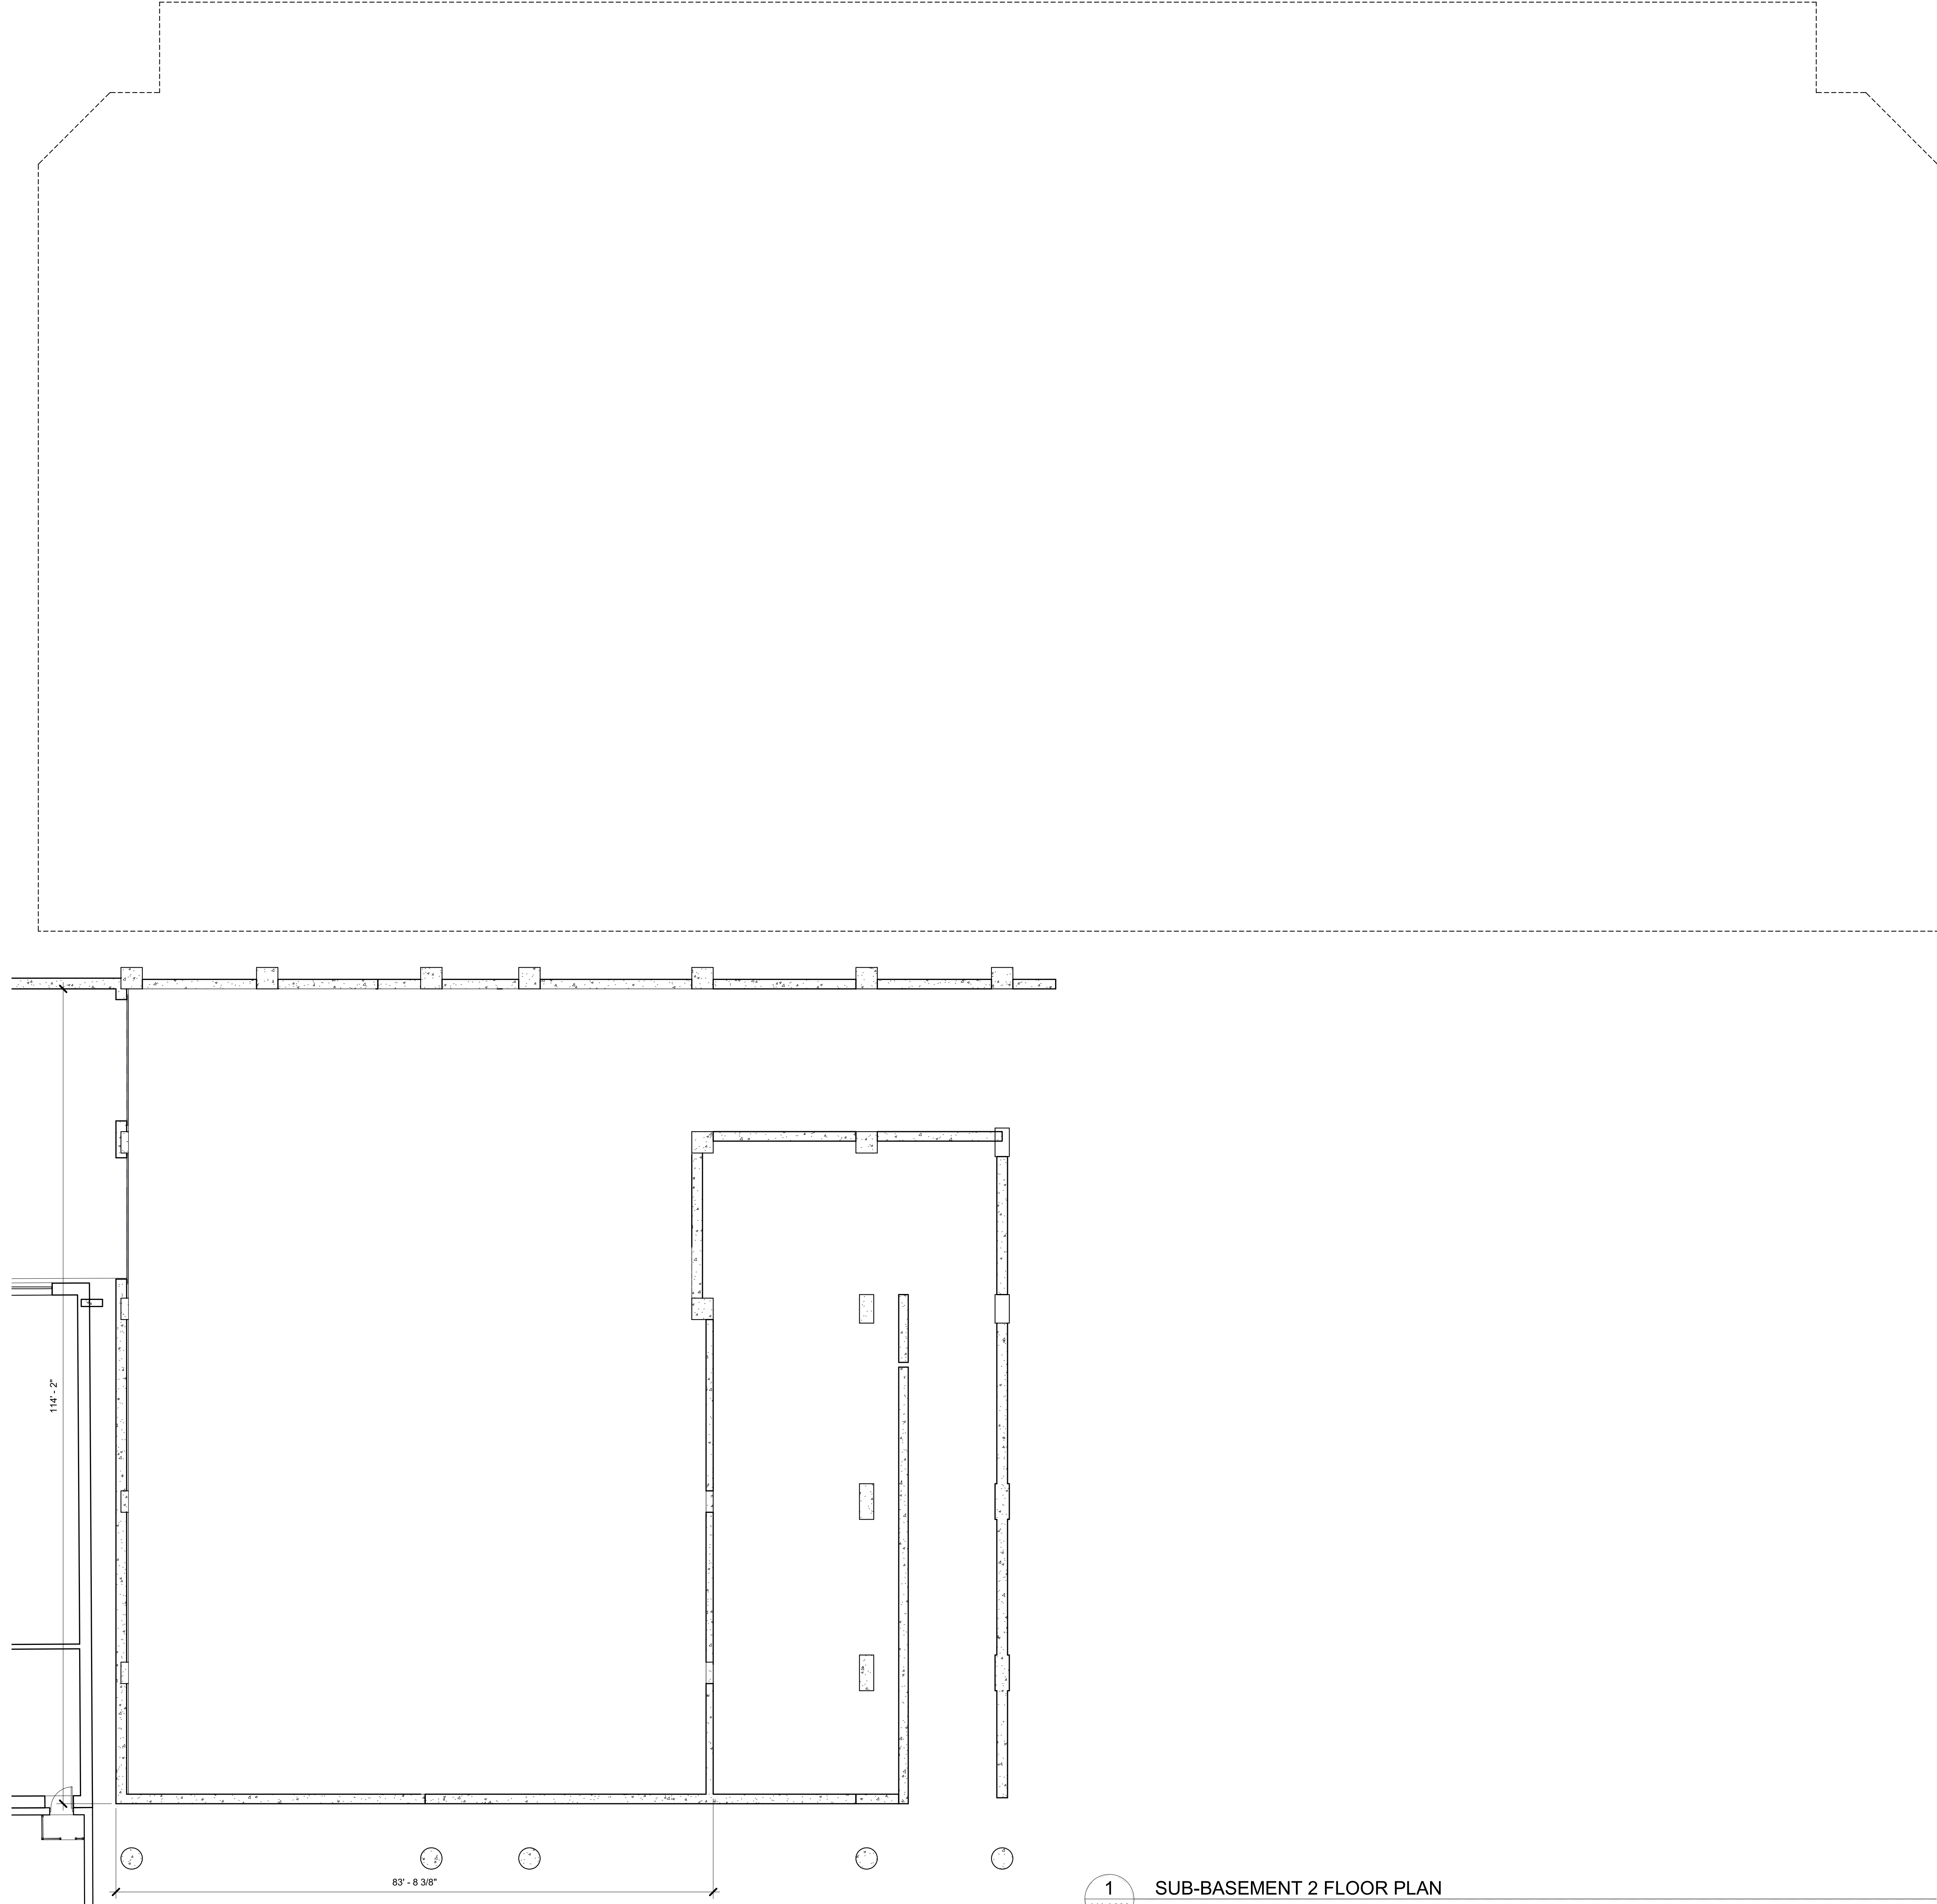 114' - 2"
83' - 8 3/8"
1
SUB-BASEMENT 2 FLOOR PLAN